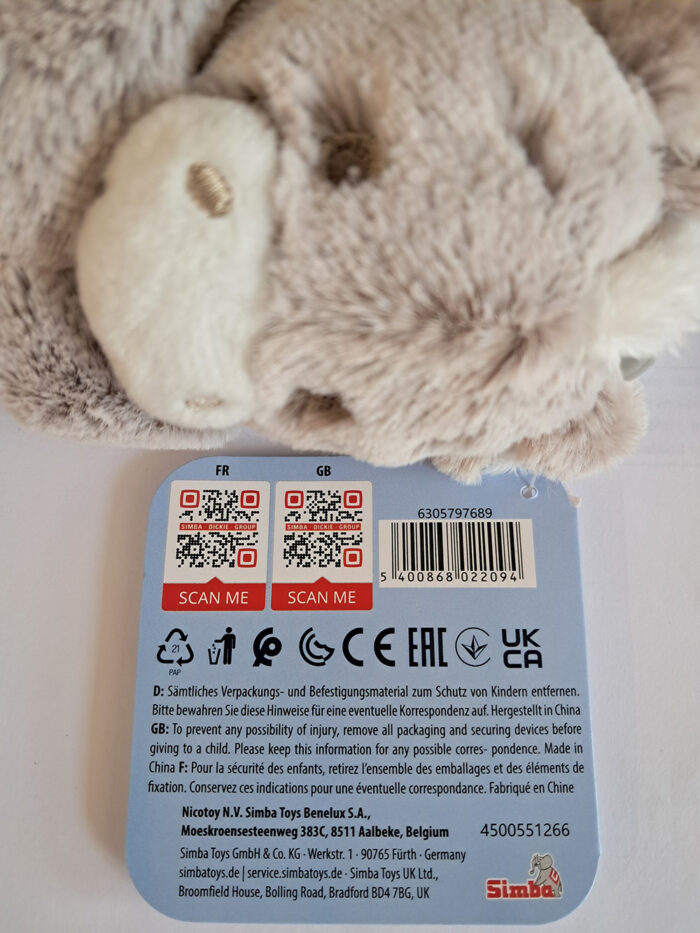 FR GB
SIMBA DICKIE GROUP SIMBA DICKIE GROUP
SCAN ME SCAN ME
6305797689
5 400868 022094
21
PAP
CE EAC UK
CA
D: Sämtliches Verpackungs- und Befestigungsmaterial zum Schutz von Kindern entfernen.
Bitte bewahren Sie diese Hinweise für eine eventuelle Korrespondenz auf. Hergestellt in China
GB: To prevent any possibility of injury, remove all packaging and securing devices before
giving to a child. Please keep this information for any possible corres- pondence. Made in
China F: Pour la sécurité des enfants, retirez l'ensemble des emballages et des éléments de
fixation. Conservez ces indications pour une éventuelle correspondance. Fabriqué en Chine
Nicotoy N.V. Simba Toys Benelux S.A.,
Moeskroensesteenweg 383C, 8511 Aalbeke, Belgium
4500551266
Simba Toys GmbH & Co. KG · Werkstr. 1 · 90765 Fürth · Germany
simbatoys.de | service.simbatoys.de · Simba Toys UK Ltd.,
Broomfield House, Bolling Road, Bradford BD4 7BG, UK
Simba